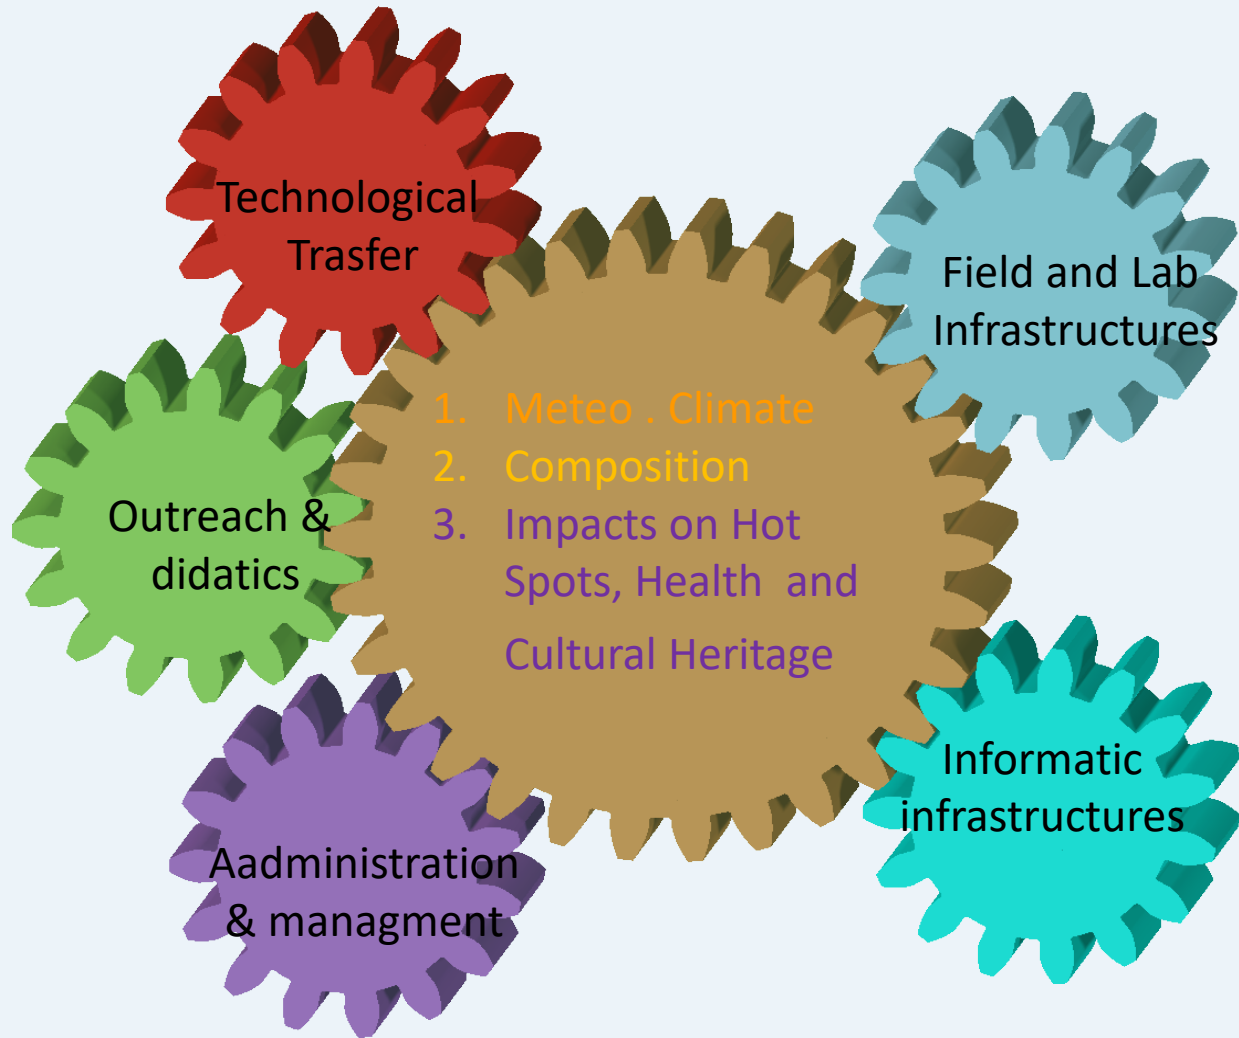 Technological
Trasfer
Field and Lab
Infrastructures
1. Meteo . Climate
2. Composition
3. Impacts on Hot
Spots, Health and
Cultural Heritage
Outreach &
didatics
Informatic
infrastructures
Aadministration
& managment